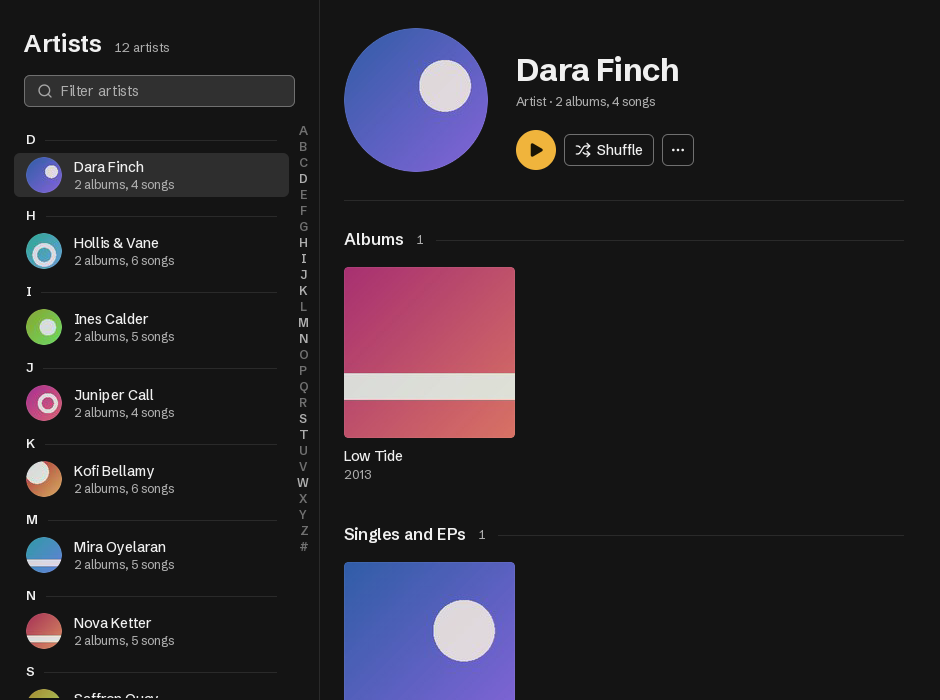 Artists 12 artists
Filter artists
D
Dara Finch
2 albums, 4 songs
H
Hollis & Vane
2 albums, 6 songs
I
Ines Calder
2 albums, 5 songs
J
Juniper Call
2 albums, 4 songs
K
Kofi Bellamy
2 albums, 6 songs
M
Mira Oyelaran
2 albums, 5 songs
N
Nova Ketter
2 albums, 5 songs
S
Saffron Quay
A
B
C
D
E
F
G
H
I
J
K
L
M
N
O
P
Q
R
S
T
U
V
W
X
Y
Z
#
Dara Finch
Artist · 2 albums, 4 songs
Shuffle
Albums 1
Low Tide
2013
Singles and EPs 1